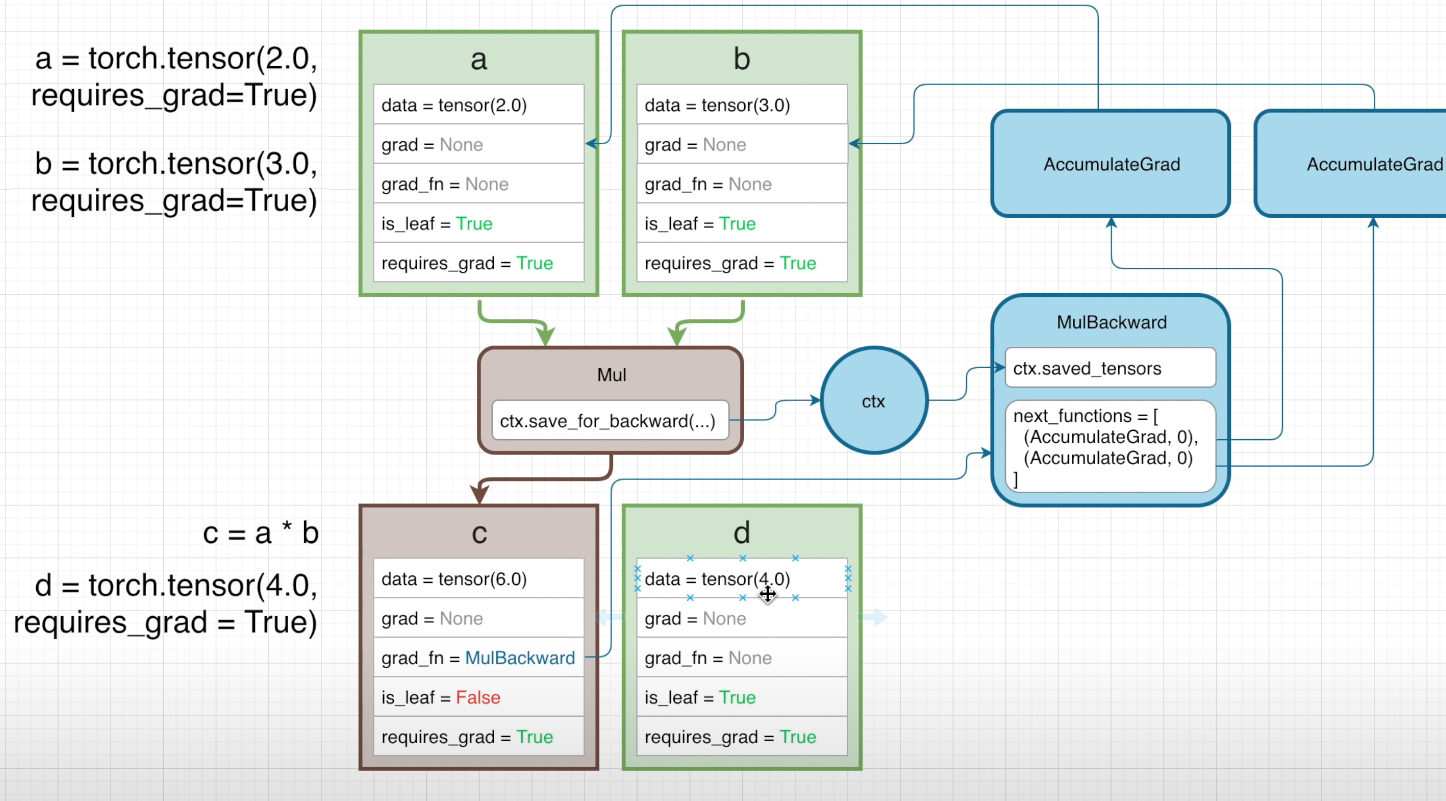 a = torch.tensor(2.0,
requires_grad=True)
b = torch.tensor(3.0,
requires_grad=True)
a
data = tensor(2.0)
grad = None
grad_fn = None
is_leaf = True
requires_grad = True
b
data = tensor(3.0)
grad = None
grad_fn = None
is_leaf = True
requires_grad = True
AccumulateGrad
AccumulateGrad
Mul
ctx.save_for_backward(...)
ctx
MulBackward
ctx.saved_tensors
next_functions = [
(AccumulateGrad, 0),
(AccumulateGrad, 0)
]
c = a * b
d = torch.tensor(4.0,
requires_grad = True)
c
data = tensor(6.0)
grad = None
grad_fn = MulBackward
is_leaf = False
requires_grad = True
d
data = tensor(4.0)
grad = None
grad_fn = None
is_leaf = True
requires_grad = True